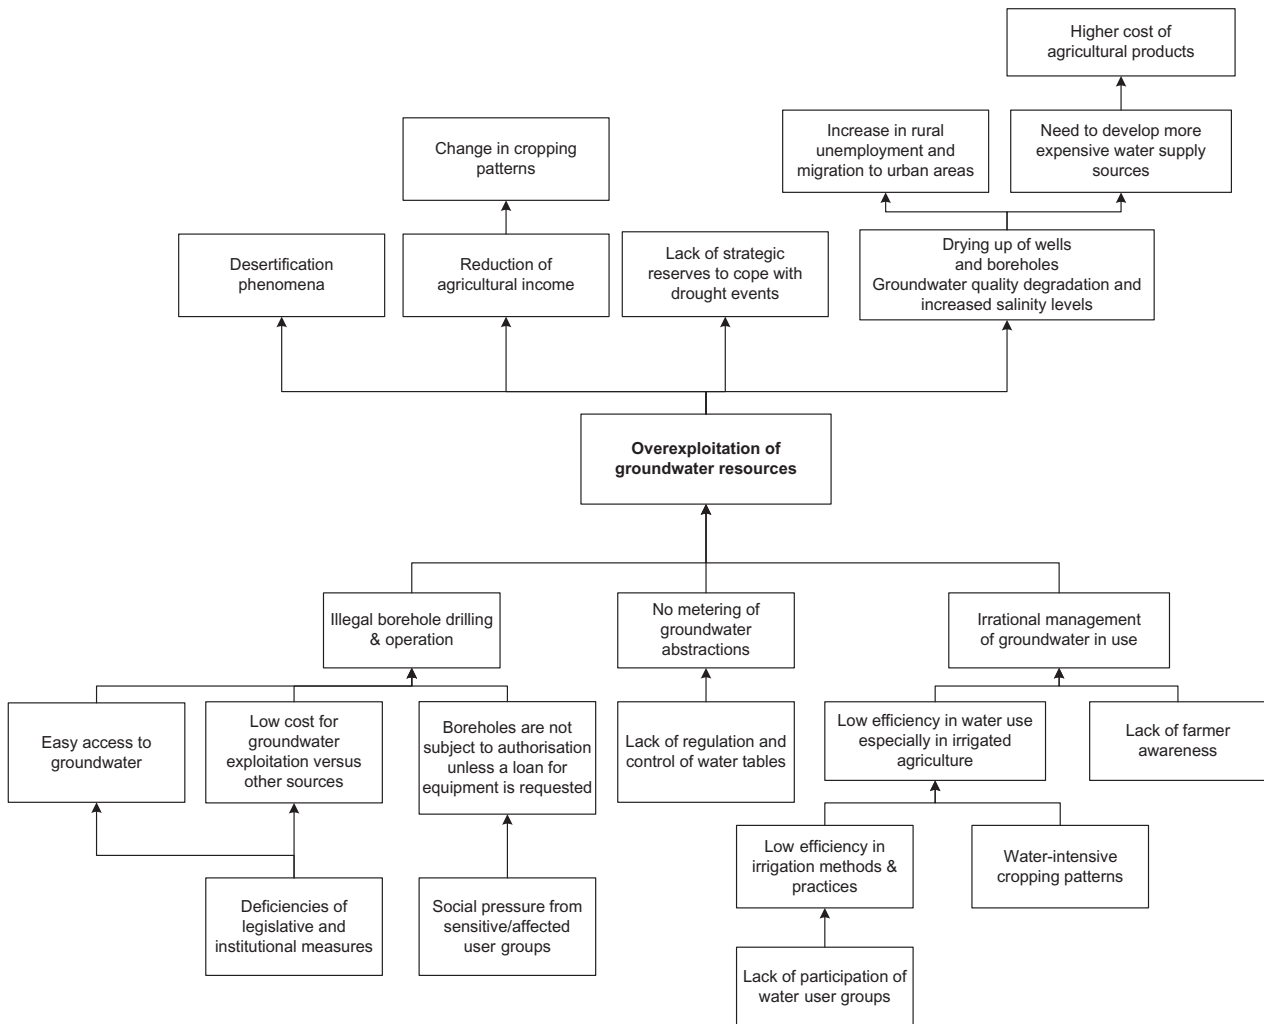 Higher cost of
agricultural products
Change in cropping
patterns
Increase in rural
unemployment and
migration to urban areas
Need to develop more
expensive water supply
sources
Desertification
phenomena
Reduction of
agricultural income
Lack of strategic
reserves to cope with
drought events
Drying up of wells
and boreholes
Groundwater quality degradation and
increased salinity levels
Overexploitation of
groundwater resources
Illegal borehole drilling
& operation
No metering of
groundwater
abstractions
Irrational management
of groundwater in use
Easy access to
groundwater
Low cost for
groundwater
exploitation versus
other sources
Boreholes are not
subject to authorisation
unless a loan for
equipment is requested
Lack of regulation and
control of water tables
Low efficiency in water use
especially in irrigated
agriculture
Lack of farmer
awareness
Low efficiency in
irrigation methods &
practices
Water-intensive
cropping patterns
Deficiencies of
legislative and
institutional measures
Social pressure from
sensitive/affected
user groups
Lack of participation of
water user groups